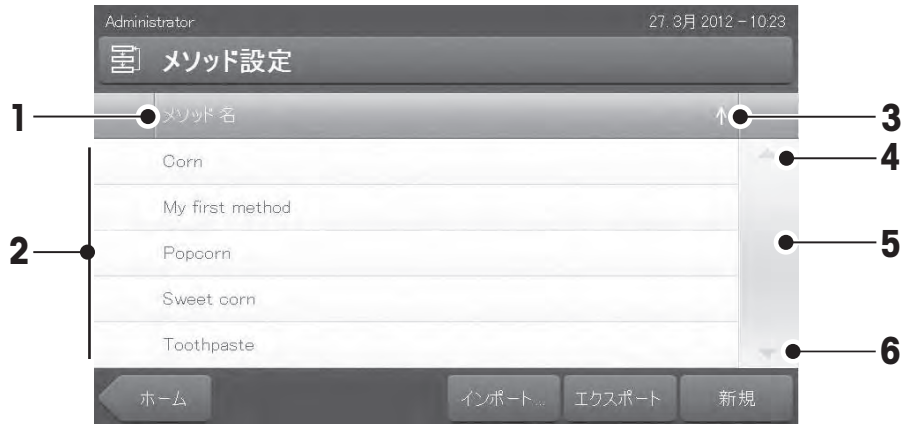 Administrator 27. 3月 2012 - 10:23
メソッド設定
1 メソッド 名 3
4
Corn
My first method
2 Popcorn 5
Sweet corn
Toothpaste 6
ホーム インポート... エクスポート 新規